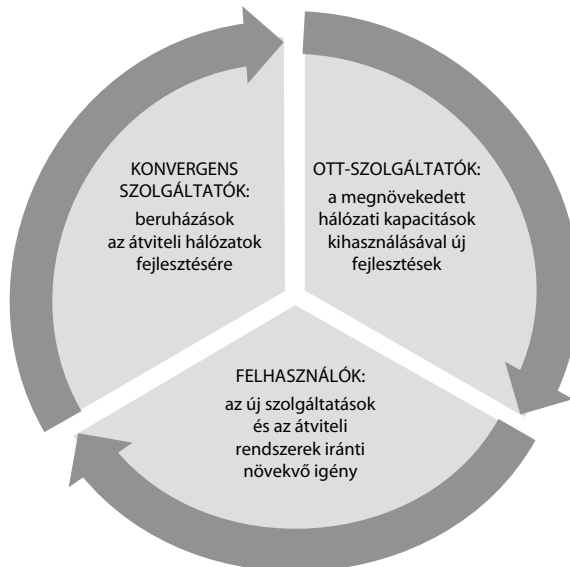 KONVERGENS
SZOLGÁLTATÓK:
beruházások
az átviteli hálózatok
fejlesztésére
OTT-SZOLGÁLTATÓK:
a megnövekedett
hálózati kapacitások
kihasználásával új
fejlesztések
FELHASZNÁLÓK:
az új szolgáltatások
és az átviteli
rendszerek iránti
növekvő igény